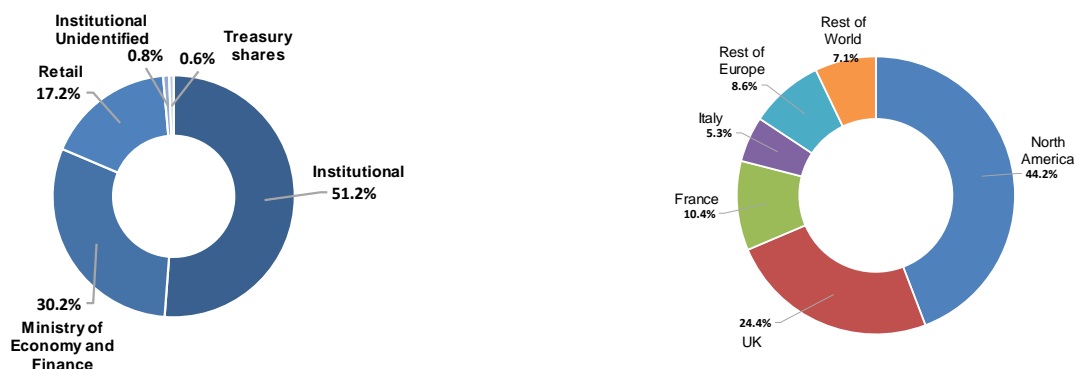 Institutional
Unidentified
0.8%
Treasury
shares
0.6%
Retail
17.2%
Institutional
51.2%
30.2%
Ministry of
Economy and
Finance
Rest of
World
7.1%
Rest of
Europe
8.6%
Italy
5.3%
North
America
44.2%
France
10.4%
24.4%
UK